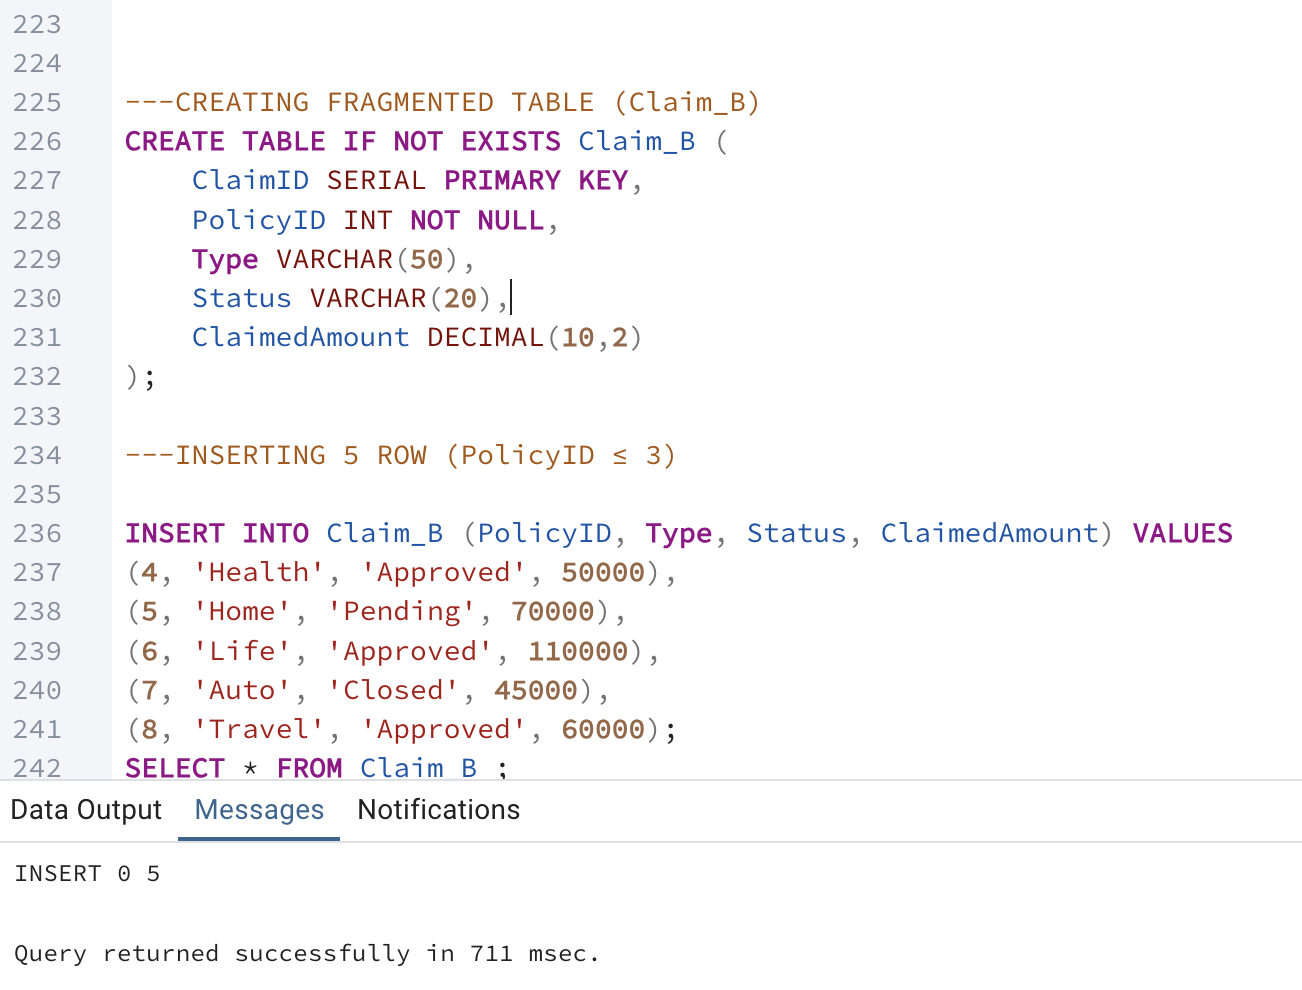 223
224
225 ---CREATING FRAGMENTED TABLE (Claim_B)
226 CREATE TABLE IF NOT EXISTS Claim_B (
227 ClaimID SERIAL PRIMARY KEY,
228 PolicyID INT NOT NULL,
229 Type VARCHAR(50),
230 Status VARCHAR(20),
231 ClaimedAmount DECIMAL(10,2)
232 );
233
234 ---INSERTING 5 ROW (PolicyID ≤ 3)
235
236 INSERT INTO Claim_B (PolicyID, Type, Status, ClaimedAmount) VALUES
237 (4, 'Health', 'Approved', 50000),
238 (5, 'Home', 'Pending', 70000),
239 (6, 'Life', 'Approved', 110000),
240 (7, 'Auto', 'Closed', 45000),
241 (8, 'Travel', 'Approved', 60000);
242 SELECT * FROM Claim_B ;
Data Output Messages Notifications
INSERT 0 5
Query returned successfully in 711 msec.